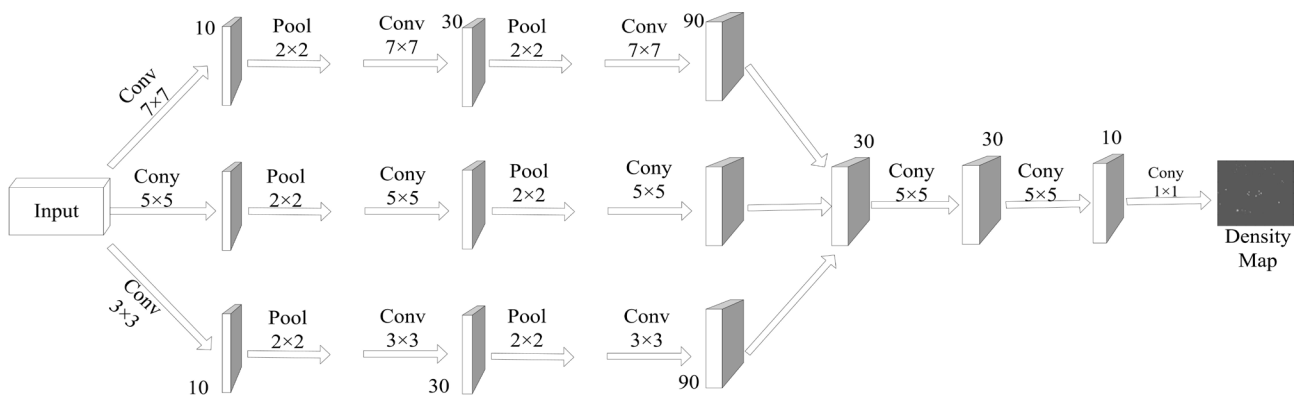 10
Pool
2×2
Conv
7×7
30
Pool
2×2
Conv
7×7
90
Conv
7×7
Input
Cony
5×5
Pool
2×2
Cony
5×5
Pool
2×2
Cony
5×5
30
Cony
5×5
30
Cony
5×5
10
Cony
1×1
Density
Map
Conv
3×3
10
Pool
2×2
Conv
3×3
30
Pool
2×2
Conv
3×3
90